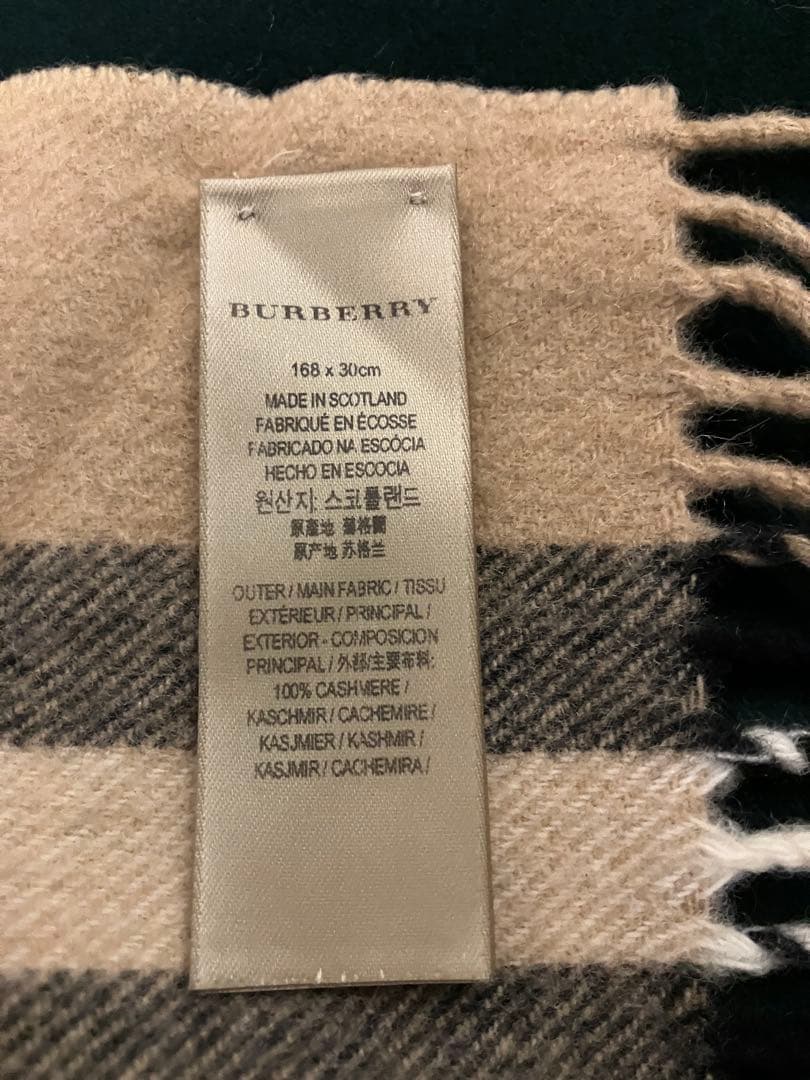 BURBERRY
168 x 30cm
MADE IN SCOTLAND
FABRIQUÉ EN ÉCOSSE
FABRICADO NA ESCÓCIA
HECHO EN ESCOCIA
원산지: 스코틀랜드
原產地 蘇格蘭
原产地 苏格兰
OUTER / MAIN FABRIC / TISSU
EXTÉRIEUR / PRINCIPAL /
EXTERIOR - COMPOSICION
PRINCIPAL / 外部/主要布料:
100% CASHMERE /
KASCHMIR / CACHEMIRE /
KASJMIER / KASHMIR /
KASJMIR / CACHEMIRA /